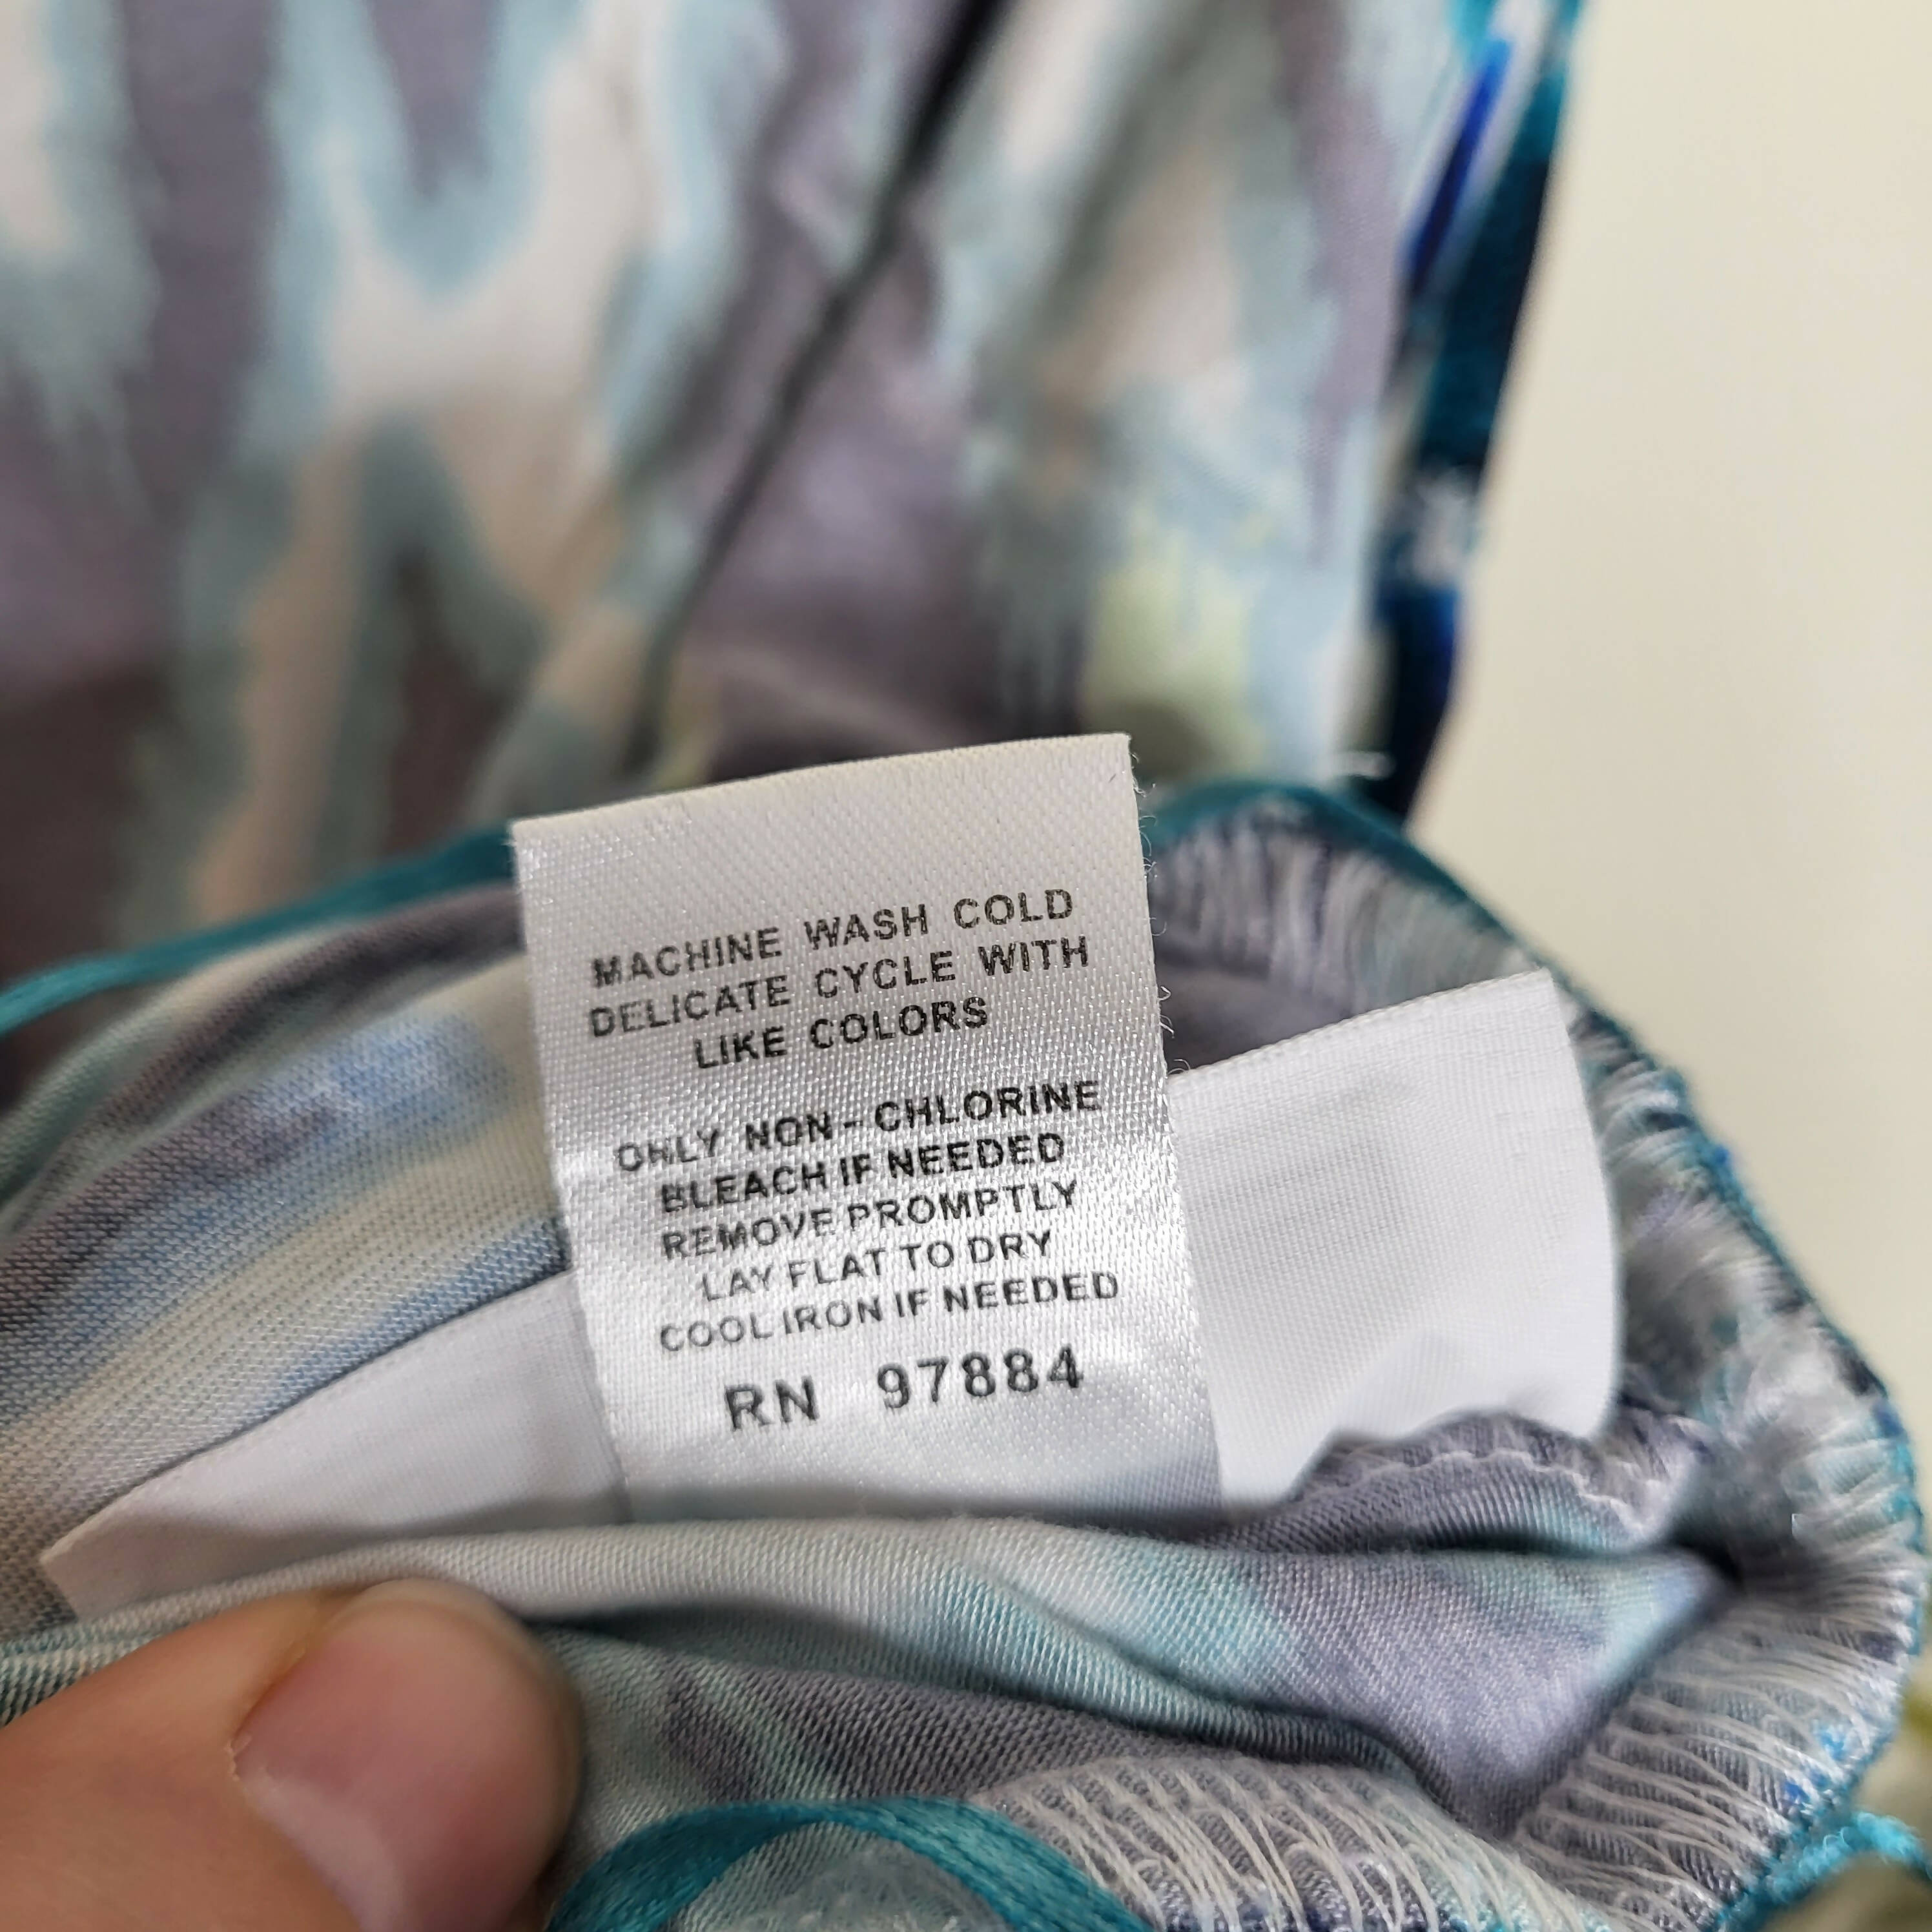 MACHINE WASH COLD
DELICATE CYCLE WITH
LIKE COLORS
ONLY NON - CHLORINE
BLEACH IF NEEDED
REMOVE PROMPTLY
LAY FLAT TO DRY
COOL IRON IF NEEDED
RN 97884